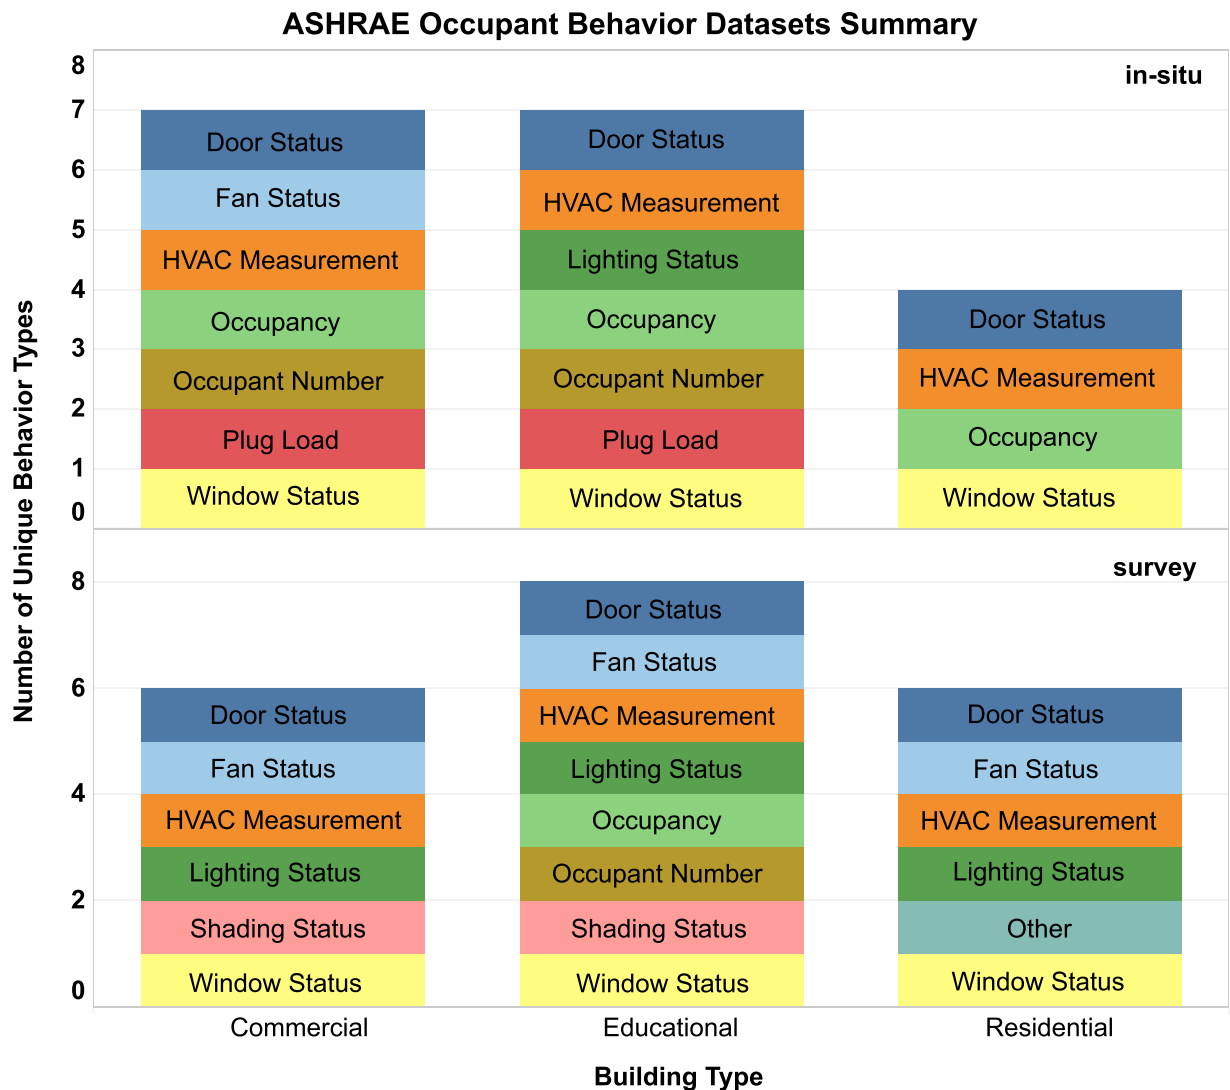 ASHRAE Occupant Behavior Datasets Summary
in-situ
8
7
6
5
4
3
2
1
0
Door Status
Fan Status
HVAC Measurement
Occupancy
Occupant Number
Plug Load
Window Status
Door Status
HVAC Measurement
Lighting Status
Occupancy
Occupant Number
Plug Load
Window Status
Door Status
HVAC Measurement
Occupancy
Window Status
Number of Unique Behavior Types
survey
8
6
4
2
0
Door Status
Fan Status
HVAC Measurement
Lighting Status
Shading Status
Window Status
Door Status
Fan Status
HVAC Measurement
Lighting Status
Occupancy
Occupant Number
Shading Status
Window Status
Door Status
Fan Status
HVAC Measurement
Lighting Status
Other
Window Status
Commercial
Educational
Residential
Building Type